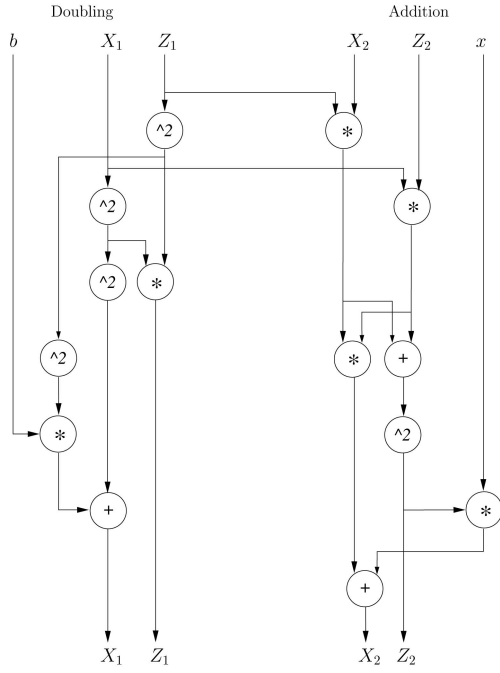 Doubling Addition
b X₁ Z₁ X₂ Z₂ x
^2 *
^2 *
^2 *
^2 * +
* ^2
+ *
+
X₁ Z₁ X₂ Z₂